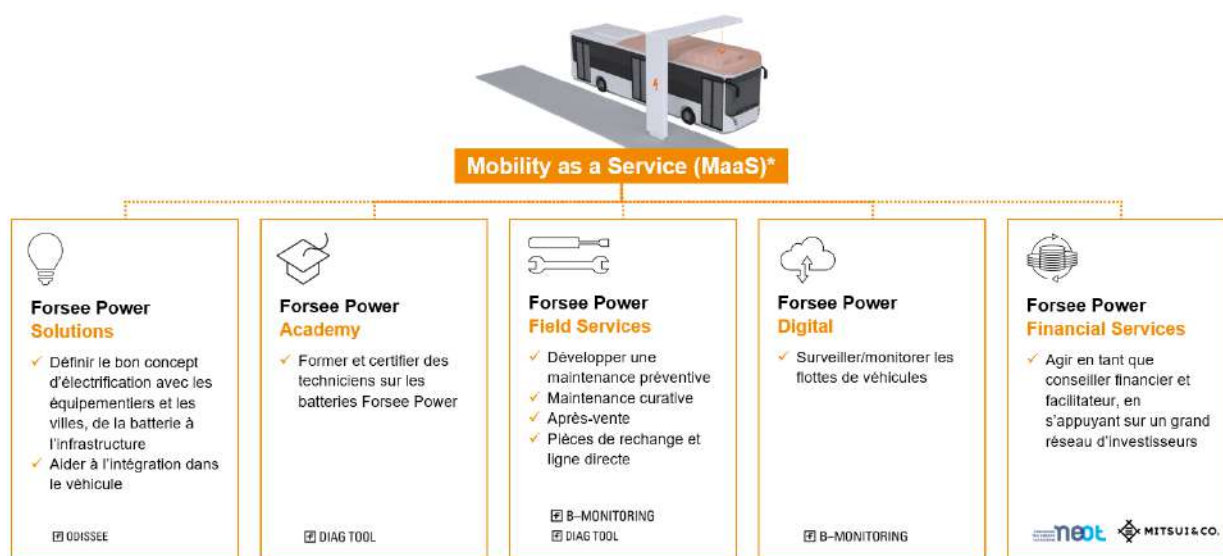 Mobility as a Service (MaaS)*
Forsee Power
Solutions
✓ Définir le bon concept
d'électrification avec les
équipementiers et les
villes, de la batterie à
l'infrastructure
✓ Aider à l'intégration dans
le véhicule
ODISSEE
Forsee Power
Academy
✓ Former et certifier des
techniciens sur les
batteries Forsee Power
DIAG TOOL
Forsee Power
Field Services
✓ Développer une
maintenance préventive
✓ Maintenance curative
✓ Après-vente
✓ Pièces de rechange et
ligne directe
B-MONITORING
DIAG TOOL
Forsee Power
Digital
✓ Surveiller/monitorer les
flottes de véhicules
B-MONITORING
Forsee Power
Financial Services
✓ Agir en tant que
conseiller financier et
facilitateur, en
s'appuyant sur un grand
réseau d'investisseurs
neot
MITSUI & CO.